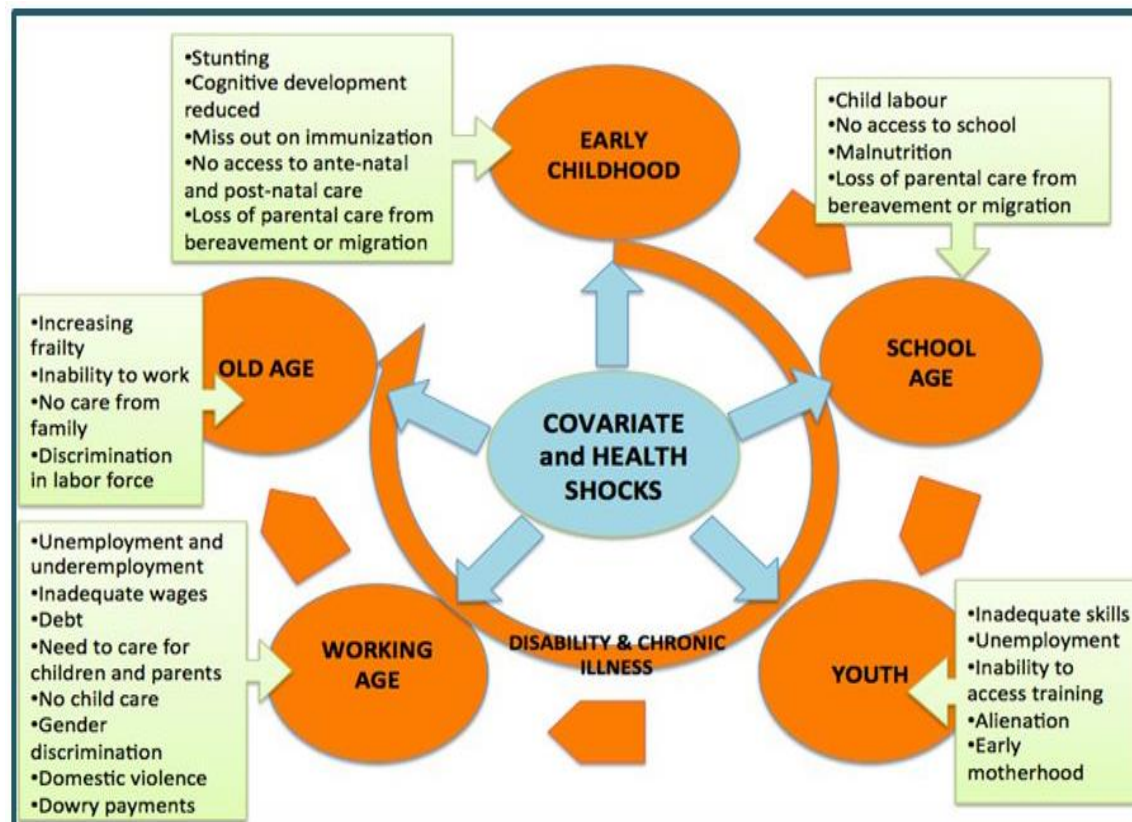 •Stunting
•Cognitive development
reduced
•Miss out on immunization
•No access to ante-natal
and post-natal care
•Loss of parental care from
bereavement or migration
EARLY
CHILDHOOD
•Child labour
•No access to school
•Malnutrition
•Loss of parental care from
bereavement or migration
•Increasing
frailty
•Inability to work
•No care from
family
•Discrimination
in labor force
OLD AGE
SCHOOL
AGE
COVARIATE
and HEALTH
SHOCKS
•Unemployment and
underemployment
•Inadequate wages
•Debt
•Need to care for
children and parents
•No child care
•Gender
discrimination
•Domestic violence
•Dowry payments
WORKING
AGE
DISABILITY & CHRONIC
ILLNESS
YOUTH
•Inadequate skills
•Unemployment
•Inability to
access training
•Alienation
•Early
motherhood